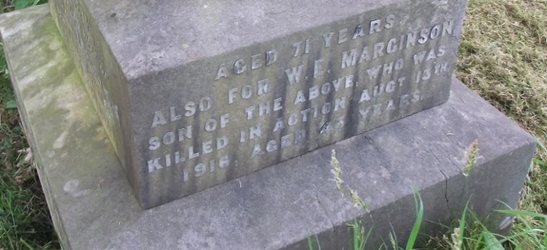 AGED 71 YEARS
ALSO FOR W.F. MARGINSON
SON OF THE ABOVE, WHO WAS
KILLED IN ACTION AUGT 15TH
1916, AGED YEARS.